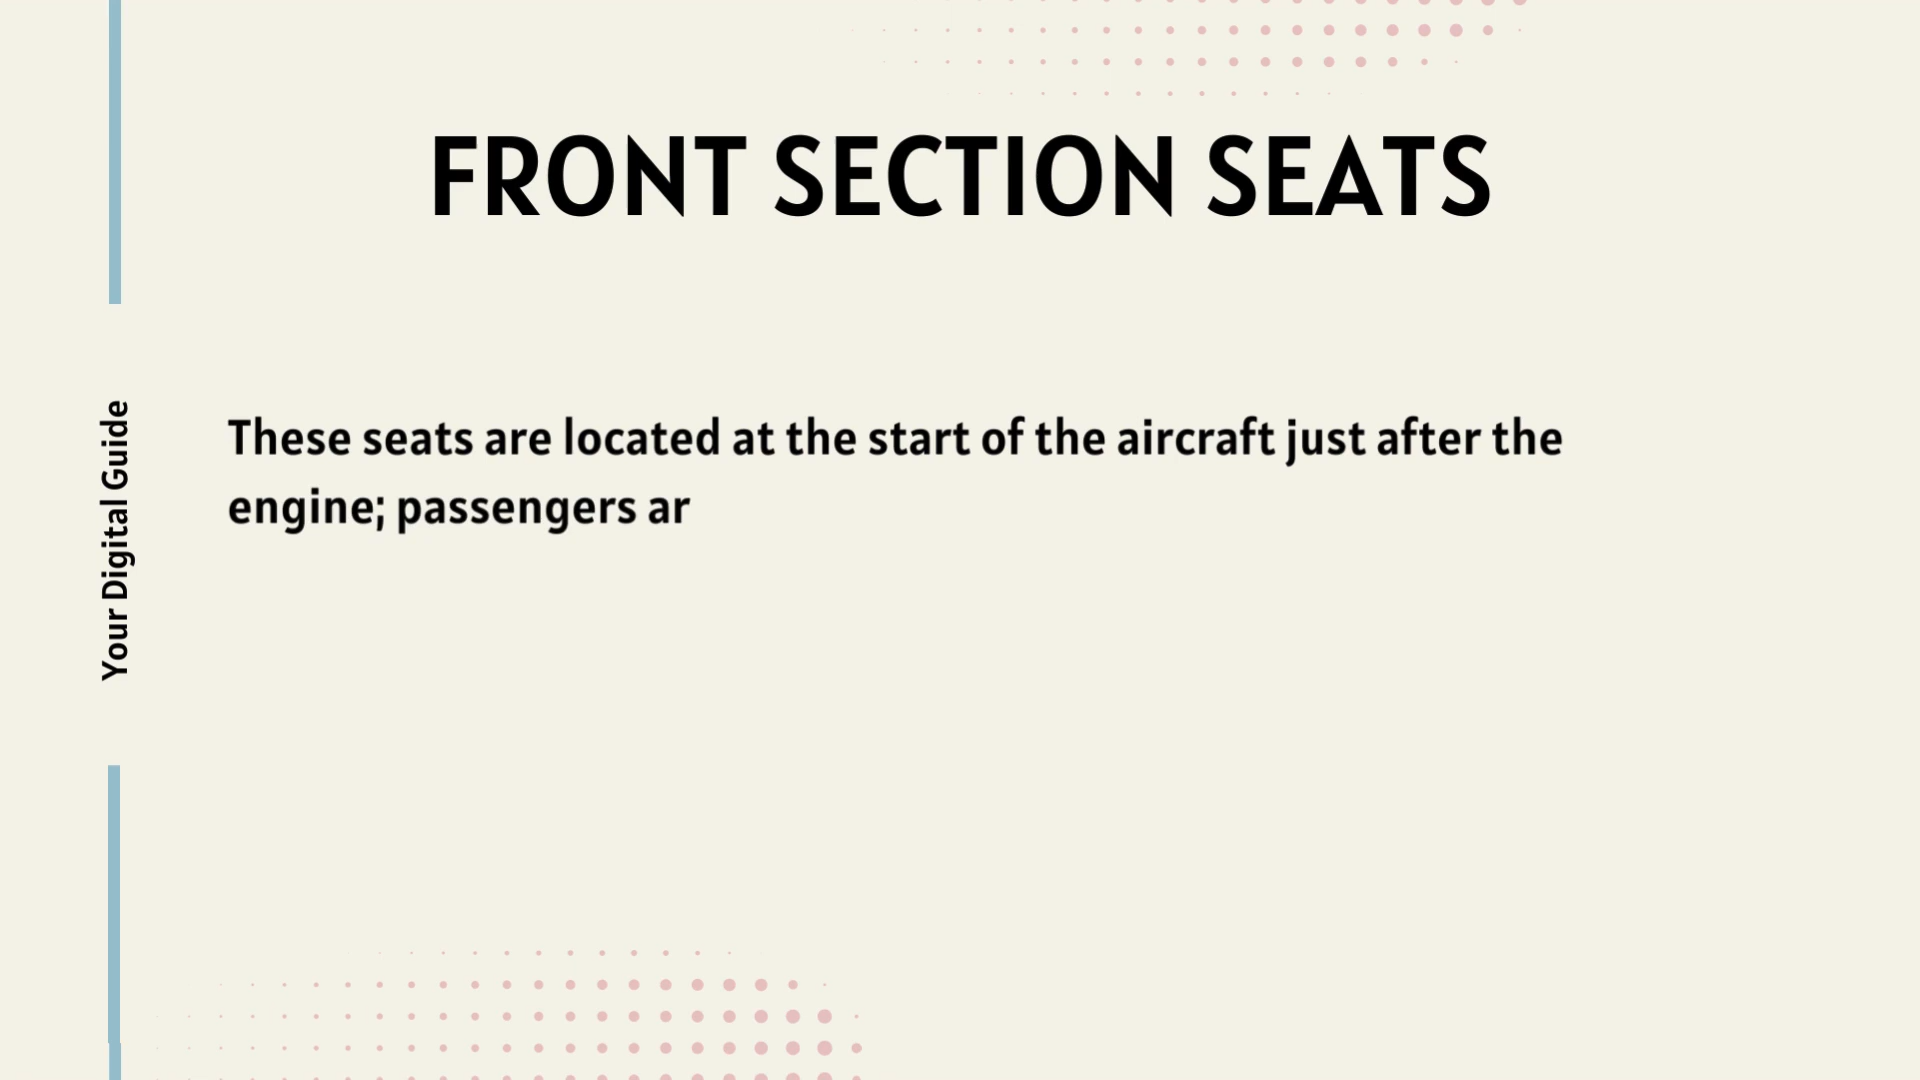 FRONT SECTION SEATS
Your Digital Guide
These seats are located at the start of the aircraft just after the
engine; passengers ar